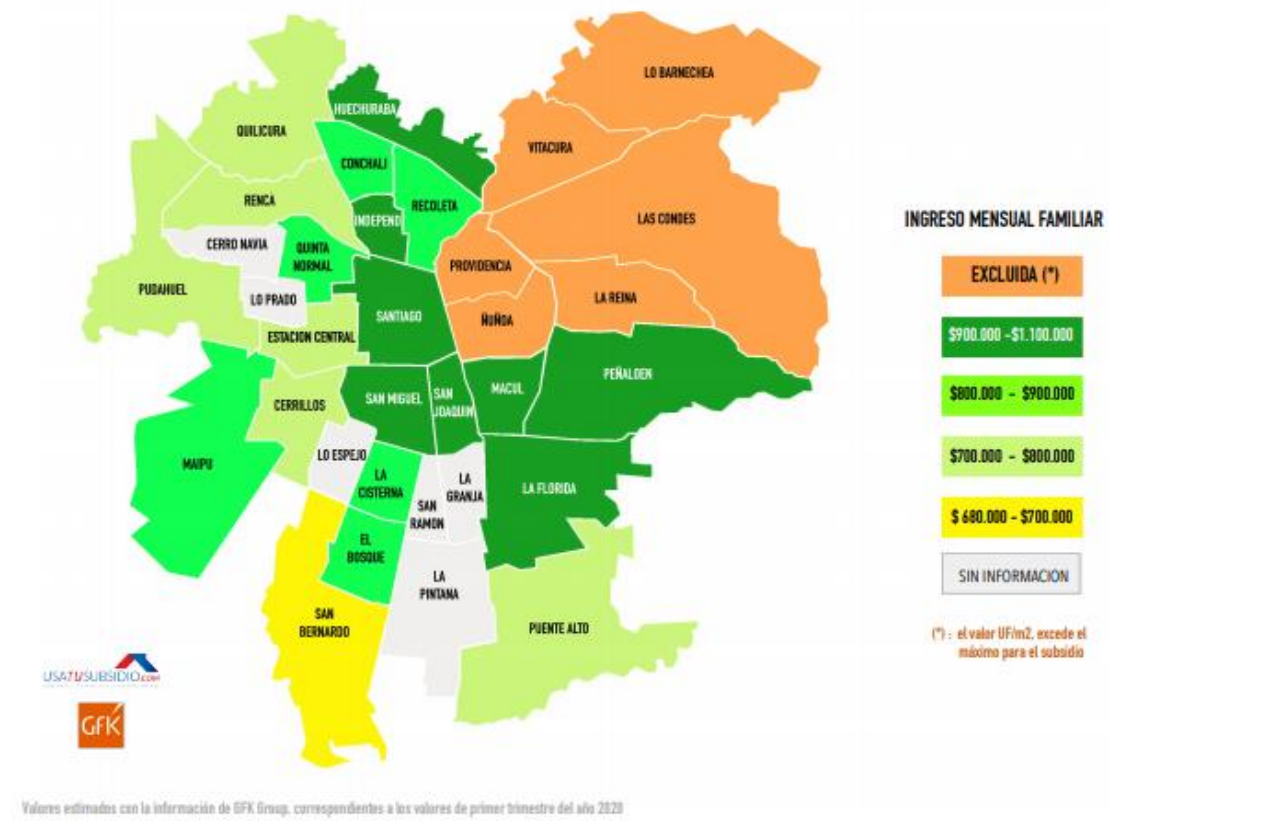 LO BARNECHEA
HUECHURABA
QUILICURA
VITACURA
CONCHALI
RENCA
RECOLETA
INDEPEND
LAS CONDES
CERRO NAVIA
QUINTA
NORMAL
PROVIDENCIA
PUDAHUEL
LO PRADO
LA REINA
SANTIAGO
ÑUÑOA
ESTACION CENTRAL
PEÑALOEN
MACUL
SAN MIGUEL
SAN
JOAQUIN
CERRILLOS
LO ESPEJO
MAIPU
LA
CISTERNA
LA
GRANJA
LA FLORIDA
SAN
RAMON
EL
BOSQUE
LA
PINTANA
SAN
BERNARDO
PUENTE ALTO
INGRESO MENSUAL FAMILIAR
EXCLUIDA (*)
$900.000 -$1.100.000
$800.000 - $900.000
$700.000 - $800.000
$ 680.000 - $700.000
SIN INFORMACION
(*) : el valor UF/m2, excede el
máximo para el subsidio
USATUSUBSIDIO.COM
GFK
Valores estimados con la información de GFK Group, correspondientes a los valores de primer trimestre del año 2020